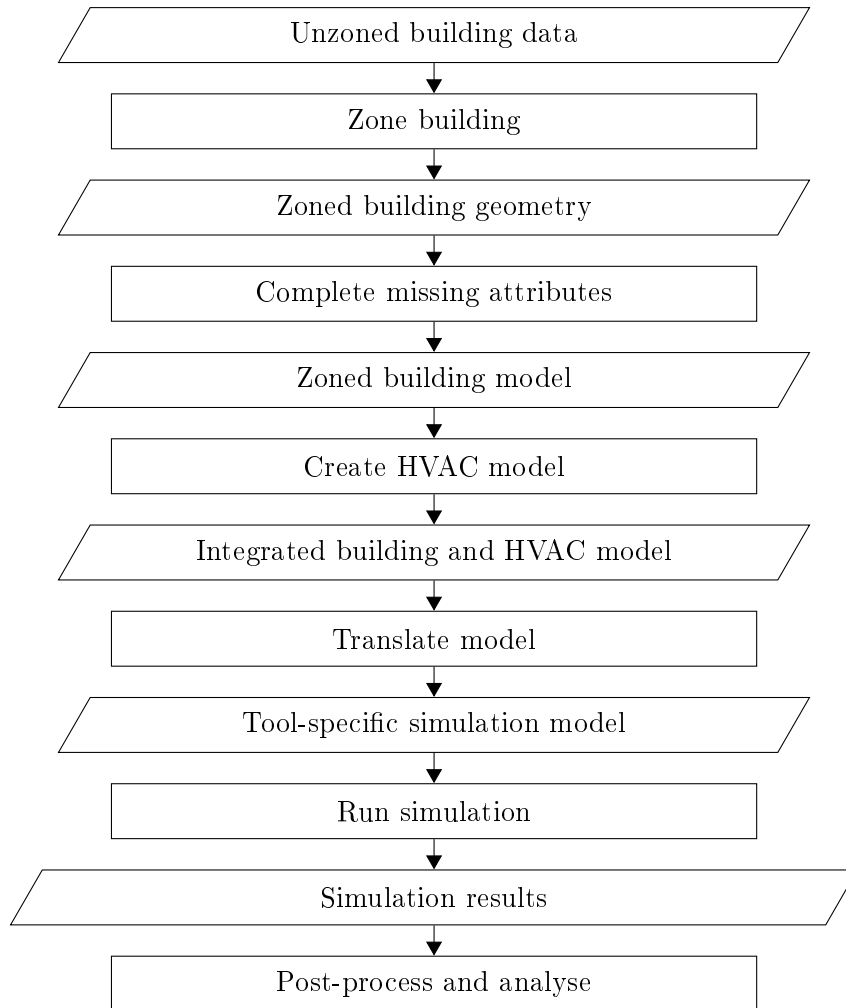 Unzoned building data
Zone building
Zoned building geometry
Complete missing attributes
Zoned building model
Create HVAC model
Integrated building and HVAC model
Translate model
Tool-specific simulation model
Run simulation
Simulation results
Post-process and analyse